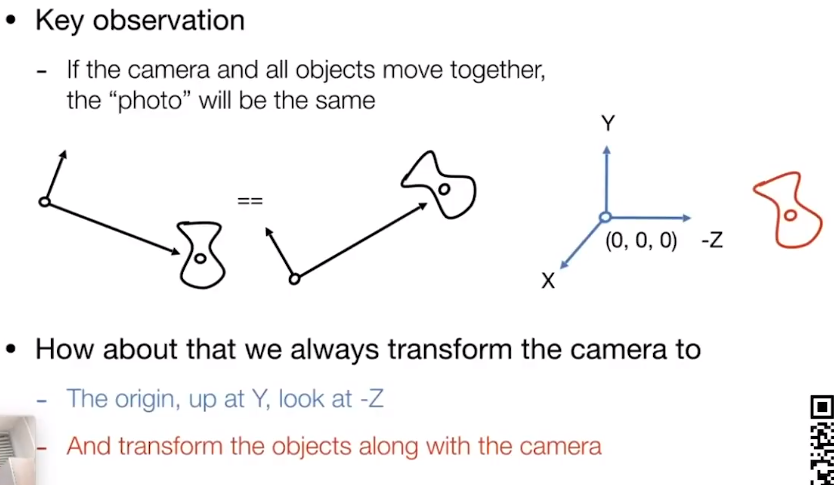 • Key observation
- If the camera and all objects move together,
the “photo” will be the same
==
Y
(0, 0, 0) -Z
X
• How about that we always transform the camera to
- The origin, up at Y, look at -Z
- And transform the objects along with the camera